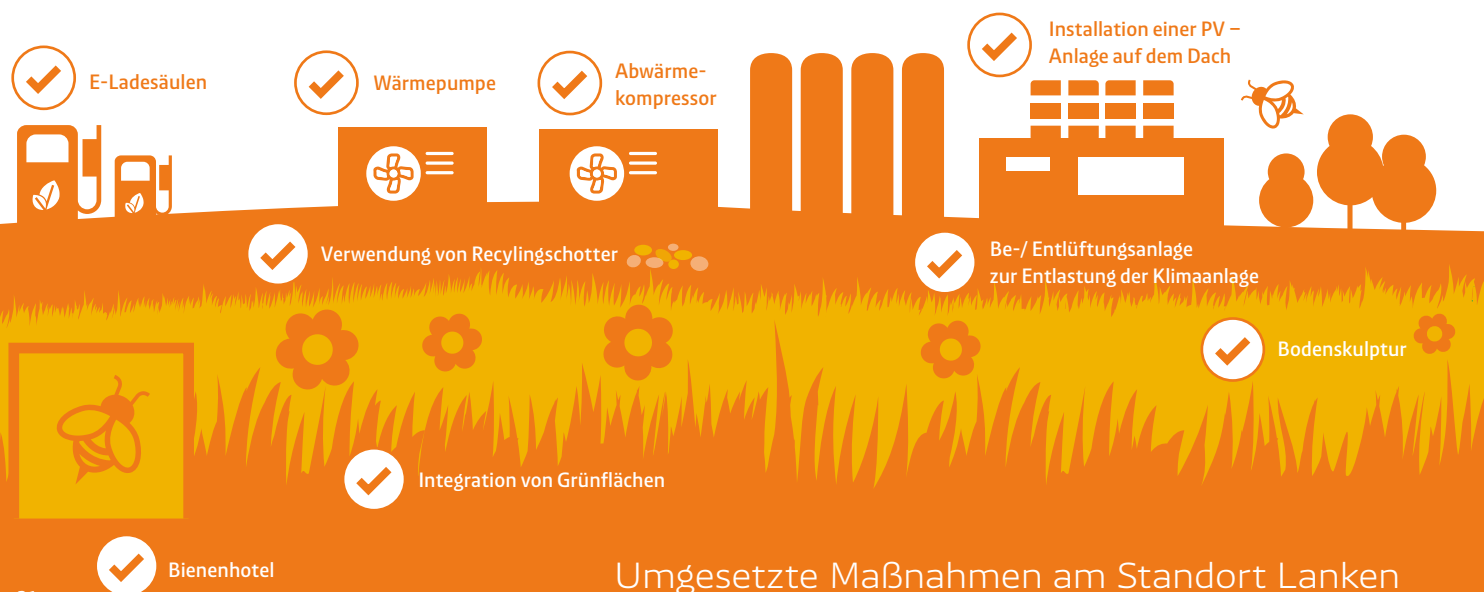 Installation einer PV –
Anlage auf dem Dach
E-Ladesäulen
Wärmepumpe
Abwärme-
kompressor
Verwendung von Recylingschotter
Be-/ Entlüftungsanlage
zur Entlastung der Klimaanlage
Bodenskulptur
Integration von Grünflächen
Bienenhotel
Umgesetzte Maßnahmen am Standort Lanken